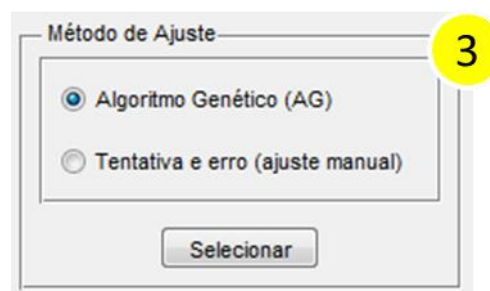 Método de Ajuste
3
Algoritmo Genético (AG)
Tentativa e erro (ajuste manual)
Selecionar